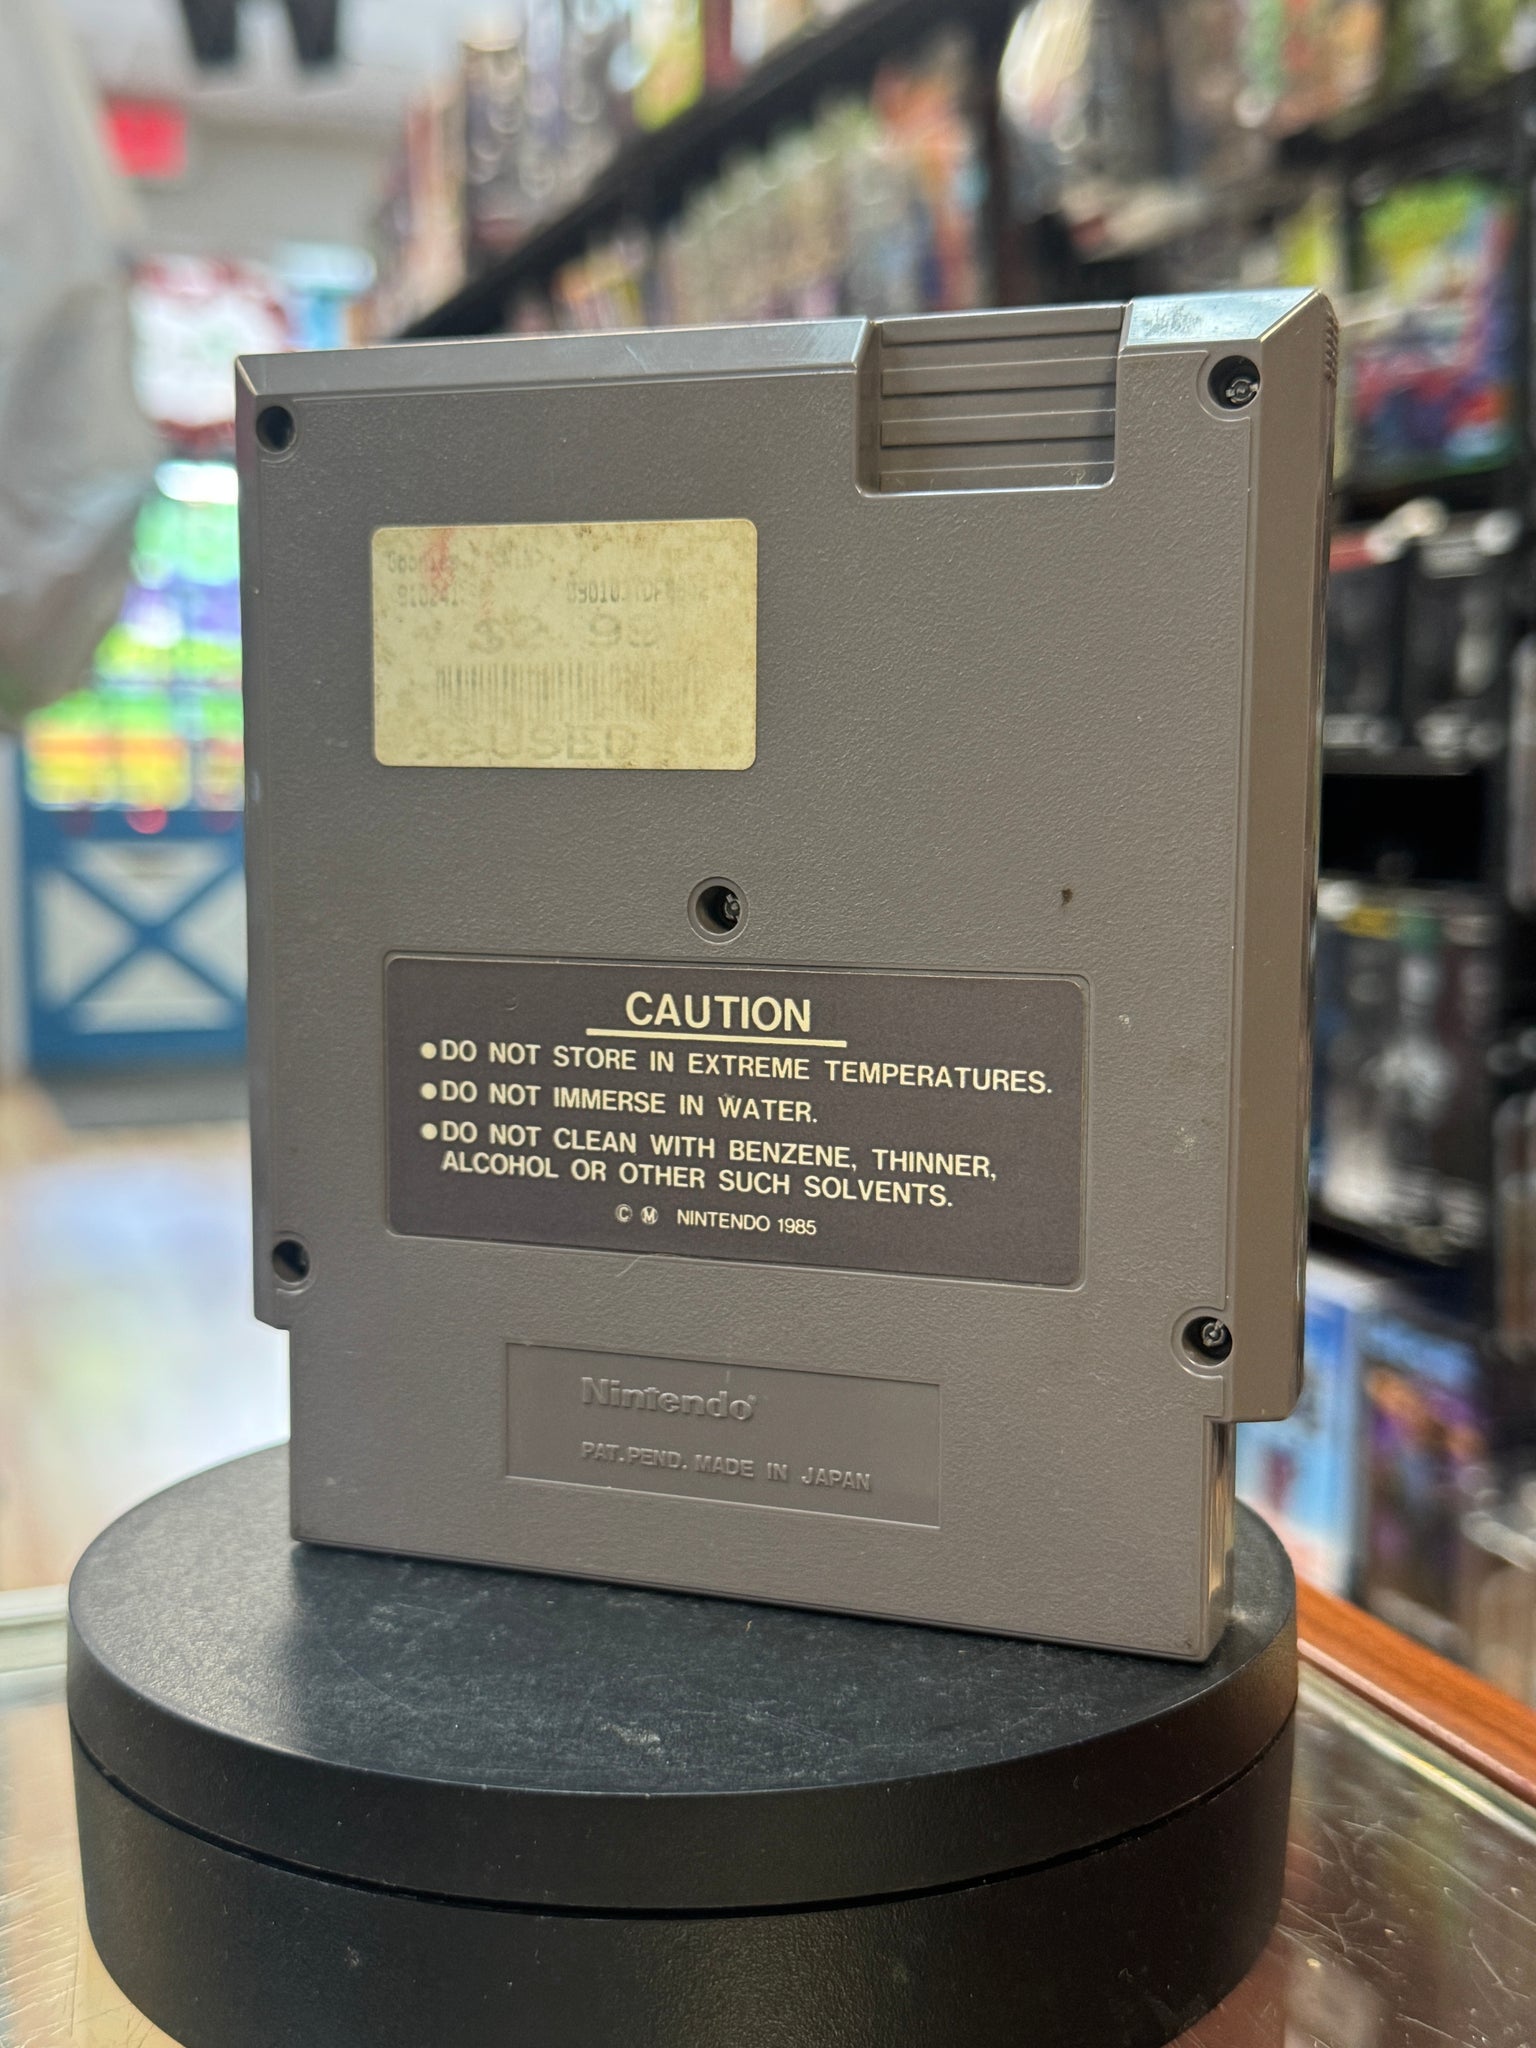 USED
CAUTION
●DO NOT STORE IN EXTREME TEMPERATURES.
●DO NOT IMMERSE IN WATER.
●DO NOT CLEAN WITH BENZENE, THINNER,
ALCOHOL OR OTHER SUCH SOLVENTS.
© Ⓜ NINTENDO 1985
Nintendo®
PAT.PEND. MADE IN JAPAN